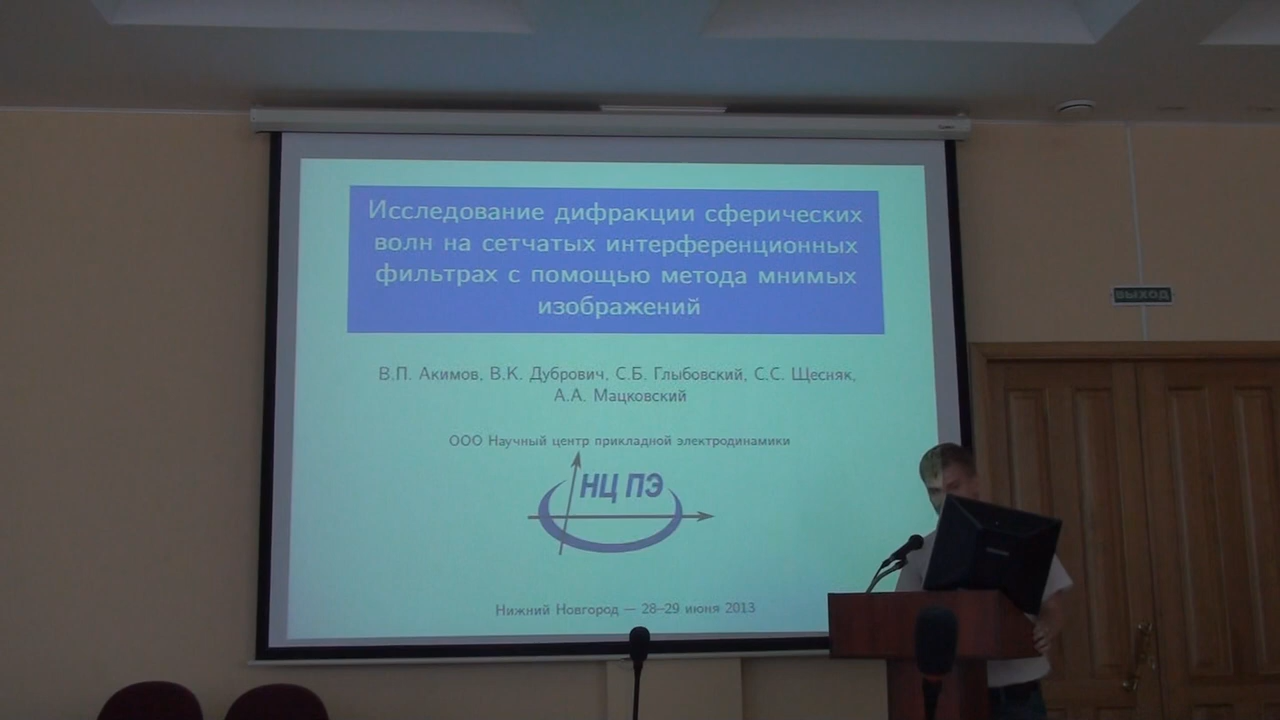 Исследование дифракции сферических
волн на сетчатых интерференционных
фильтрах с помощью метода мнимых
изображений
В.П. Акимов, В.К. Дубрович, С.Б. Глыбовский, С.С. Щесняк,
А.А. Мацковский
ООО Научный центр прикладной электродинамики
НЦ ПЭ
Нижний Новгород — 28–29 июня 2013
ВЫХОД